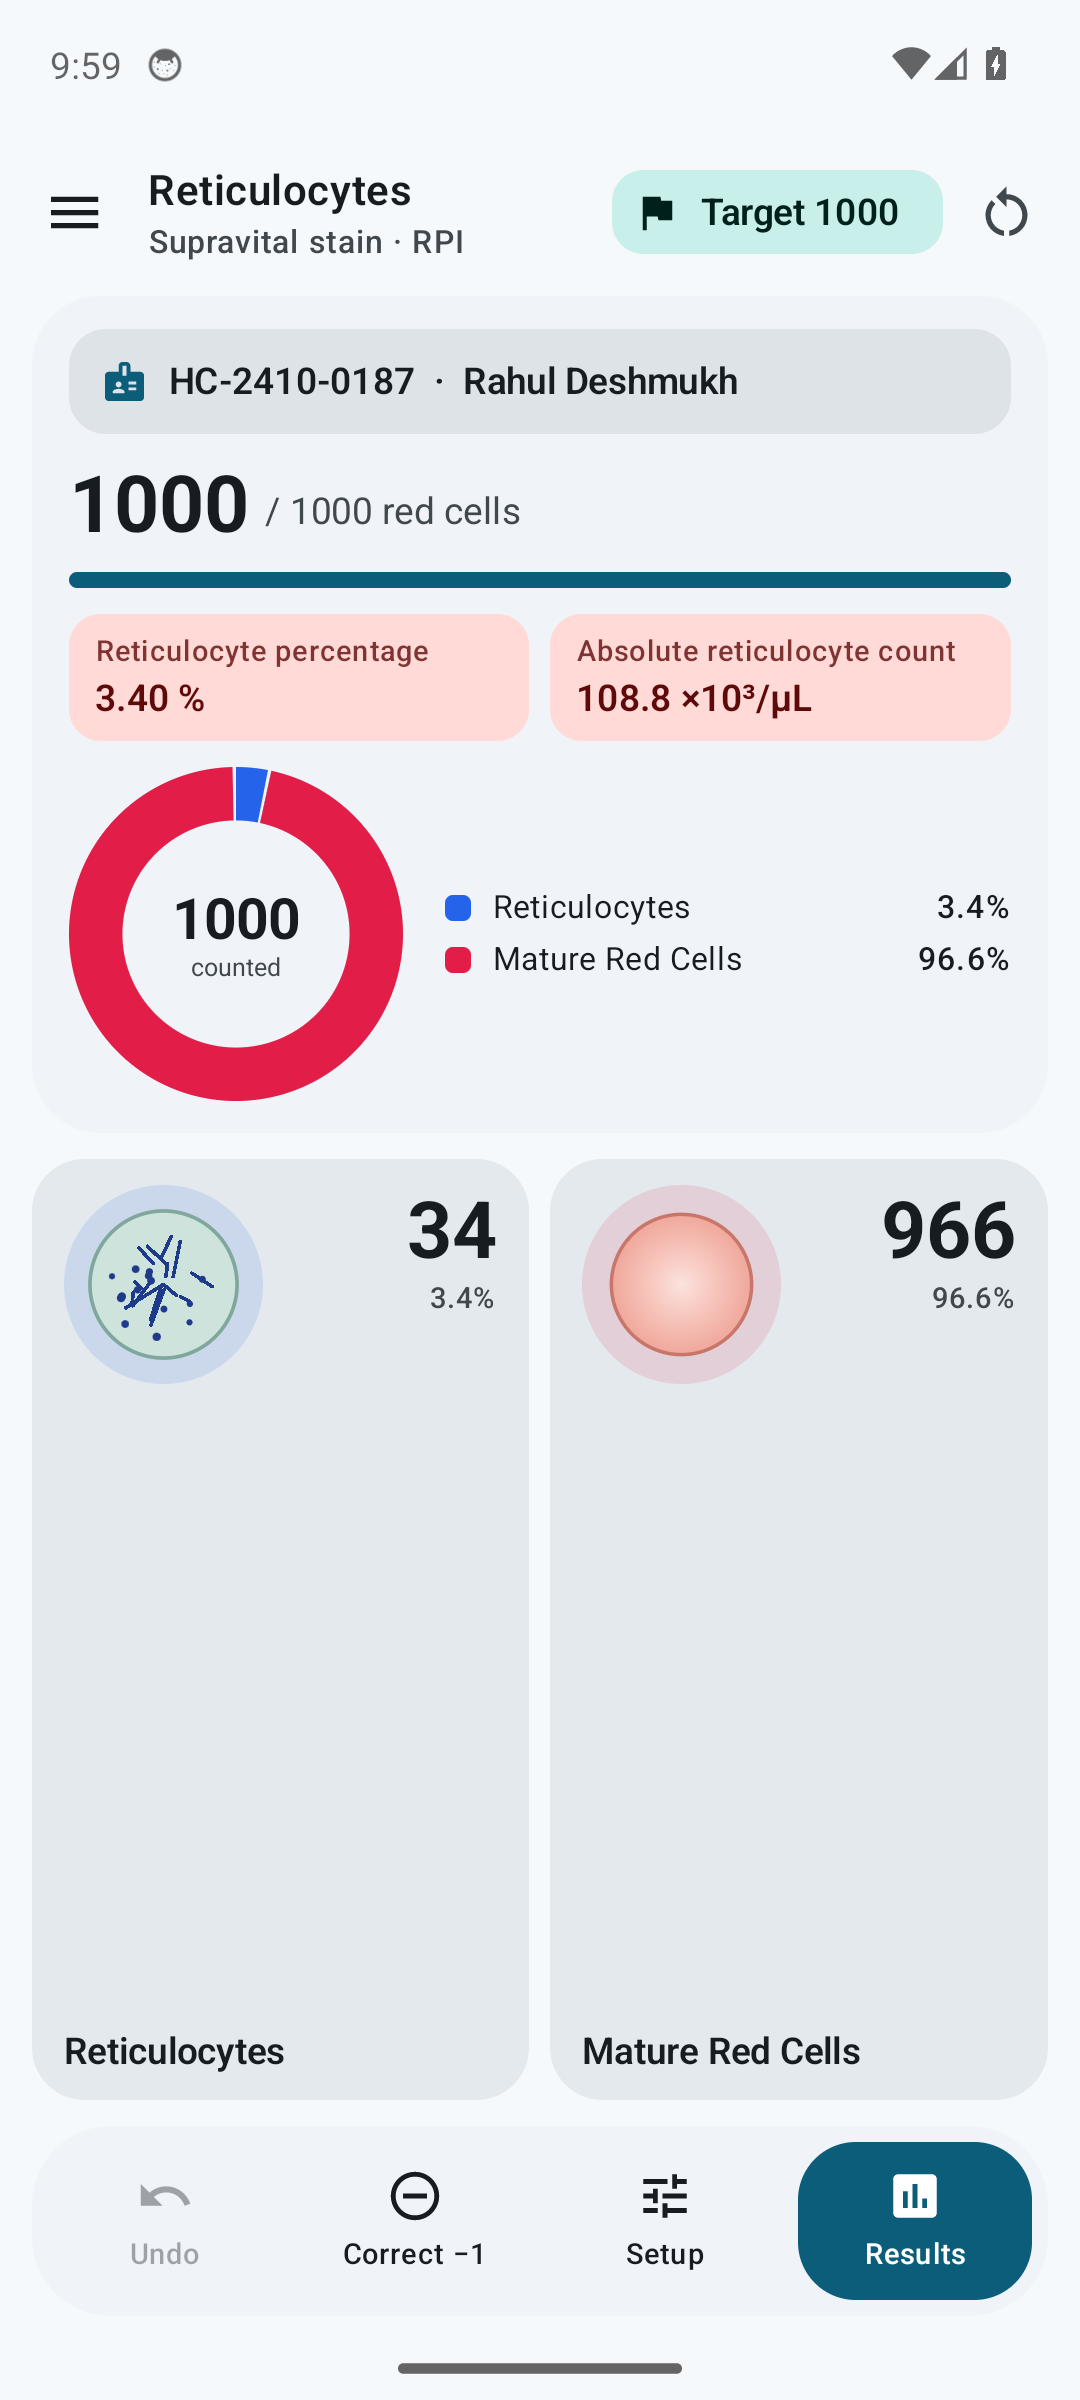 9:59
Reticulocytes
Supravital stain · RPI
Target 1000
HC-2410-0187 · Rahul Deshmukh
1000 / 1000 red cells
Reticulocyte percentage
3.40 %
Absolute reticulocyte count
108.8 ×10³/µL
1000
counted
Reticulocytes 3.4%
Mature Red Cells 96.6%
34
3.4%
Reticulocytes
966
96.6%
Mature Red Cells
Undo
Correct −1
Setup
Results